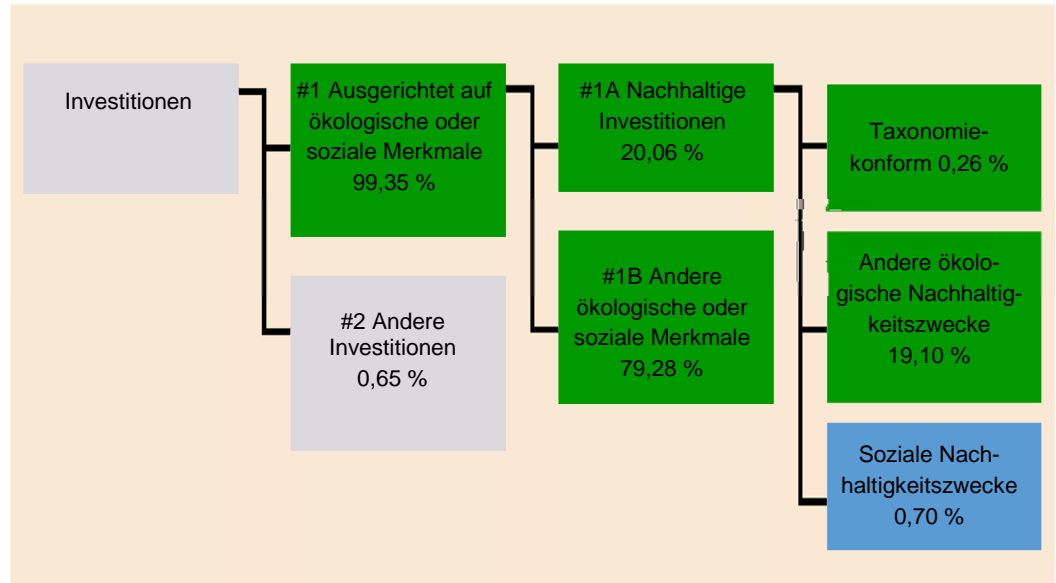 Investitionen
#1 Ausgerichtet auf
ökologische oder
soziale Merkmale
99,35 %
#2 Andere
Investitionen
0,65 %
#1A Nachhaltige
Investitionen
20,06 %
#1B Andere
ökologische oder
soziale Merkmale
79,28 %
Taxonomie-
konform 0,26 %
Andere ökolo-
gische Nachhaltig-
keitszwecke
19,10 %
Soziale Nach-
haltigkeitszwecke
0,70 %